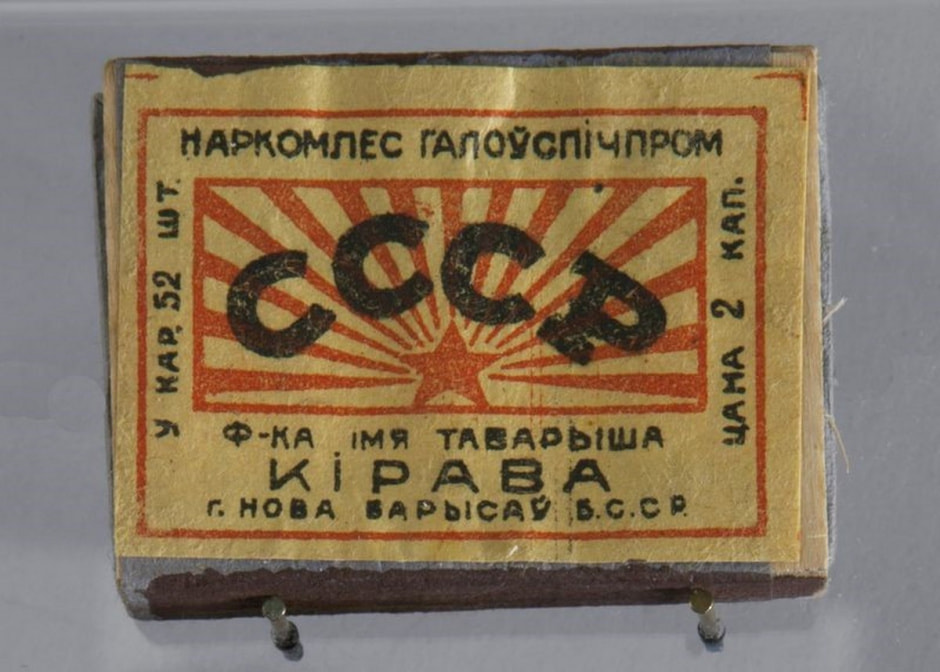 НАРКОМЛЕС ГАЛОЎСПІЧПРОМ
У КАР. 52 ШТ.
СССР
ЦАНА 2 КАП.
Ф-КА ІМЯ ТАВАРЫША
КІРАВА
Г. НОВА БАРЫСАЎ Б.С.С.Р.